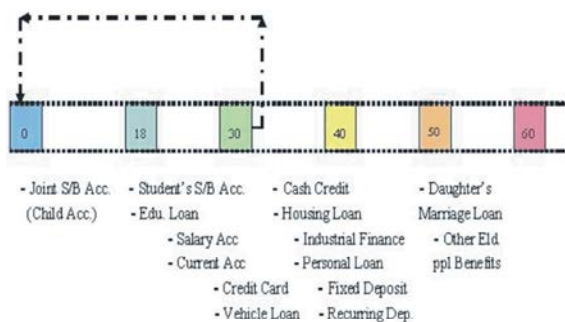 0 18 30 40 50 60
- Joint S/B Acc. - Student's S/B Acc. - Cash Credit - Daughter's
(Child Acc.) - Edu. Loan - Housing Loan Marriage Loan
- Salary Acc - Industrial Finance - Other Eld.
- Current Acc - Personal Loan ppl Benefits
- Credit Card - Fixed Deposit
- Vehicle Loan - Recurring Dep.